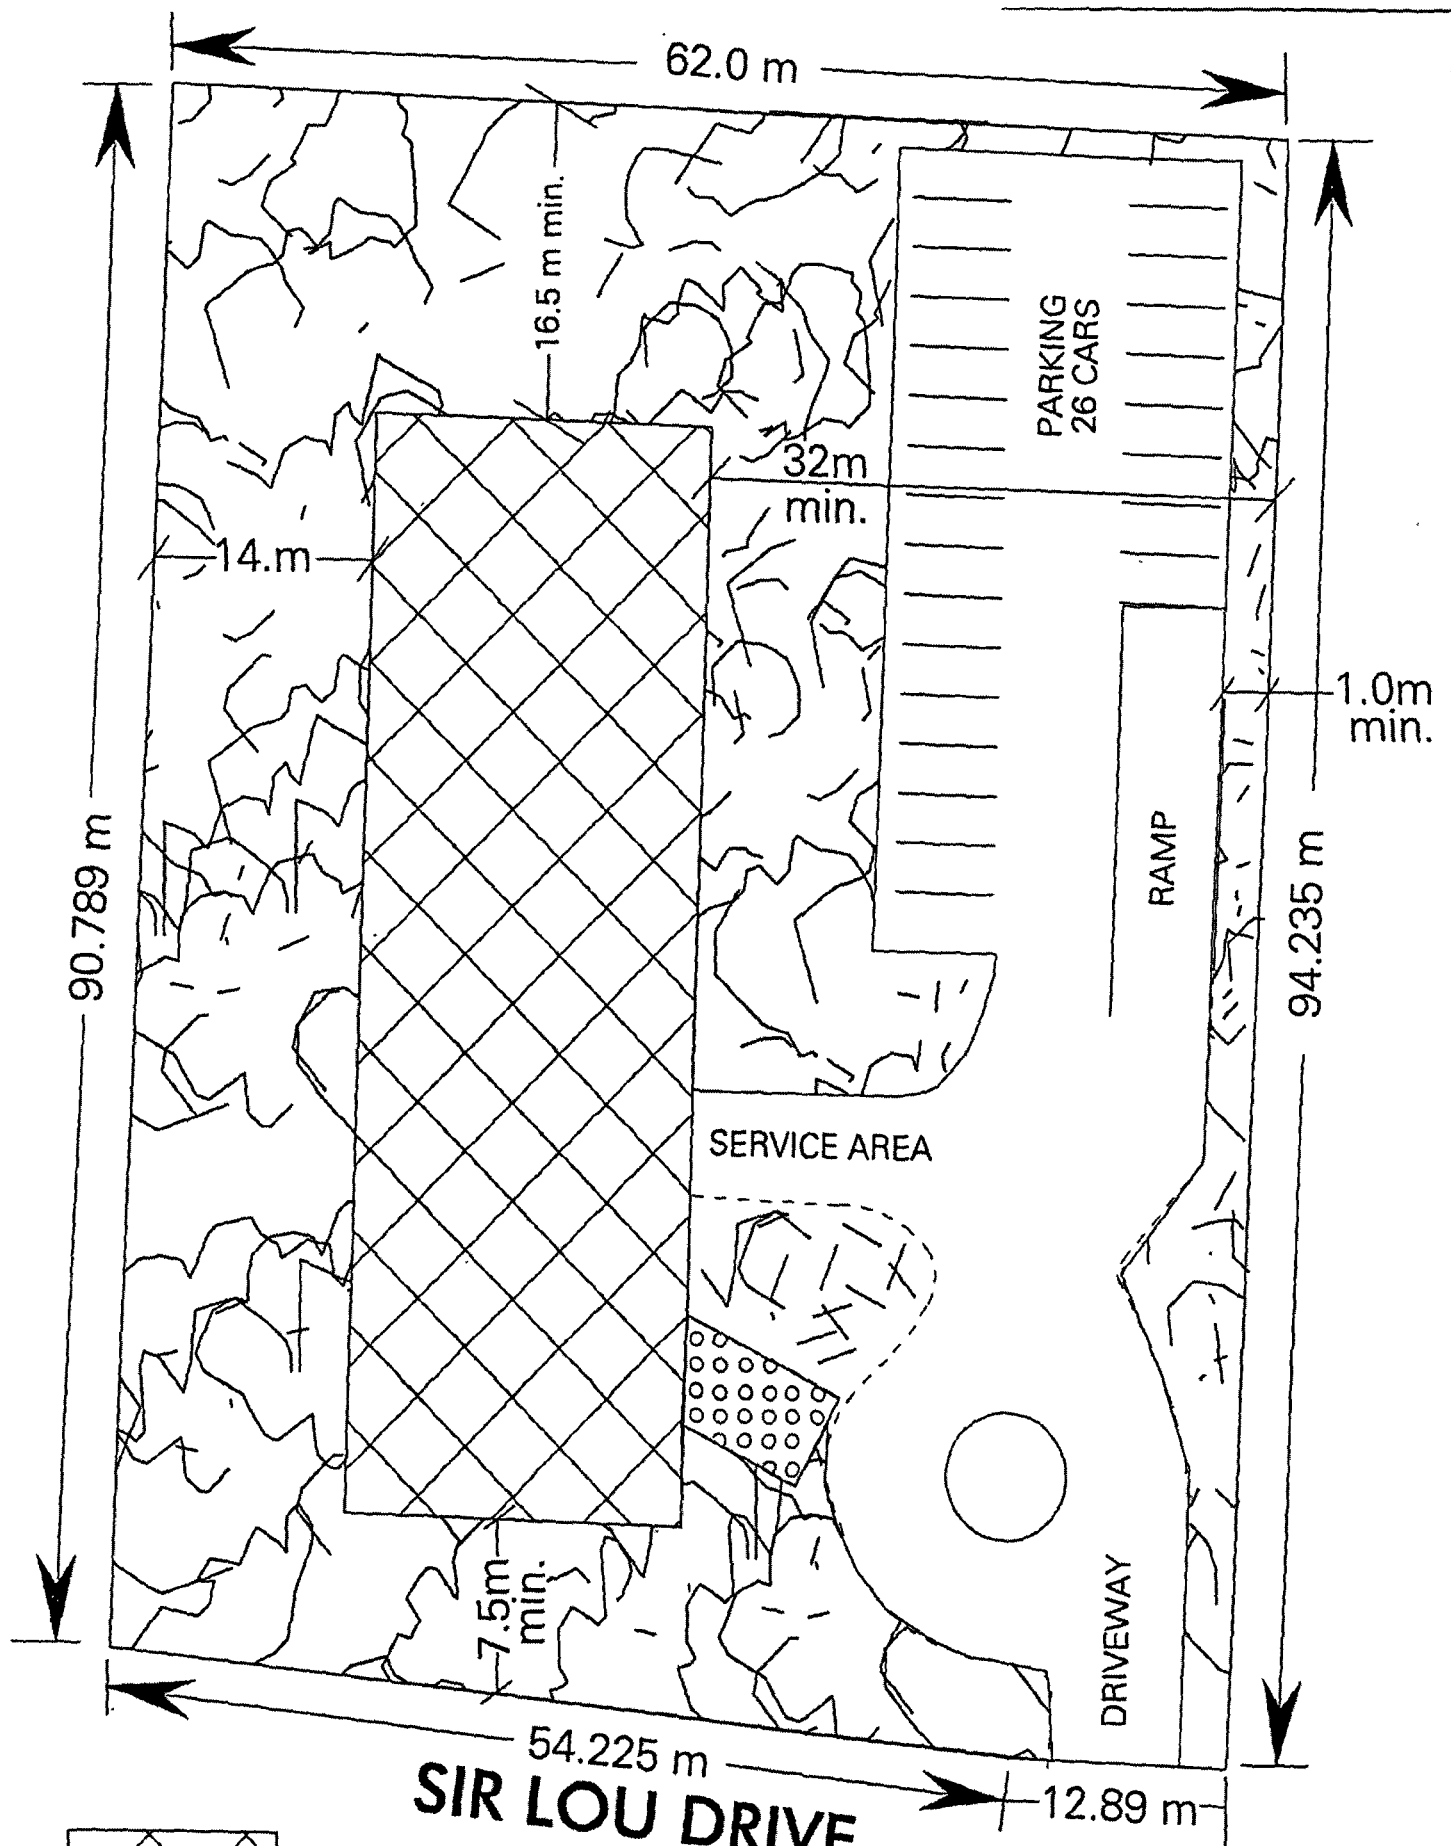 62.0 m
16.5 m min.
PARKING
26 CARS
32m
min.
14.m
1.0m
min.
RAMP
90.789 m
94.235 m
SERVICE AREA
7.5m
min.
DRIVEWAY
54.225 m
12.89 m
SIR LOU DRIVE